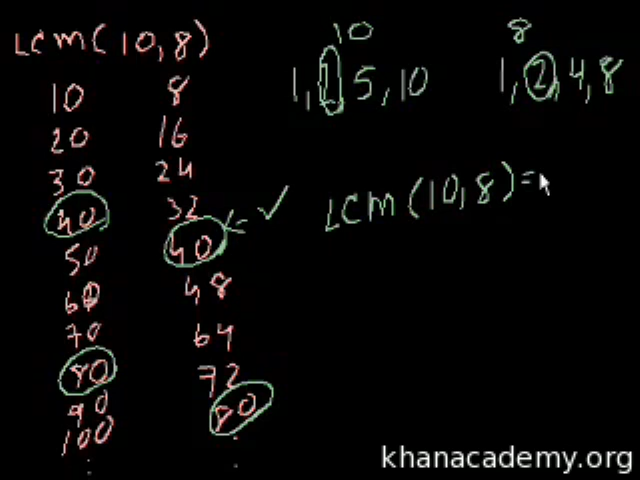 LCM(10,8)
10 8
20 16
30 24
40 32
50 40
60 48
70 64
80 72
90 80
100
10
1, 2 5, 10
8
1, 2, 4, 8
LCM(10,8)=
khanacademy.org